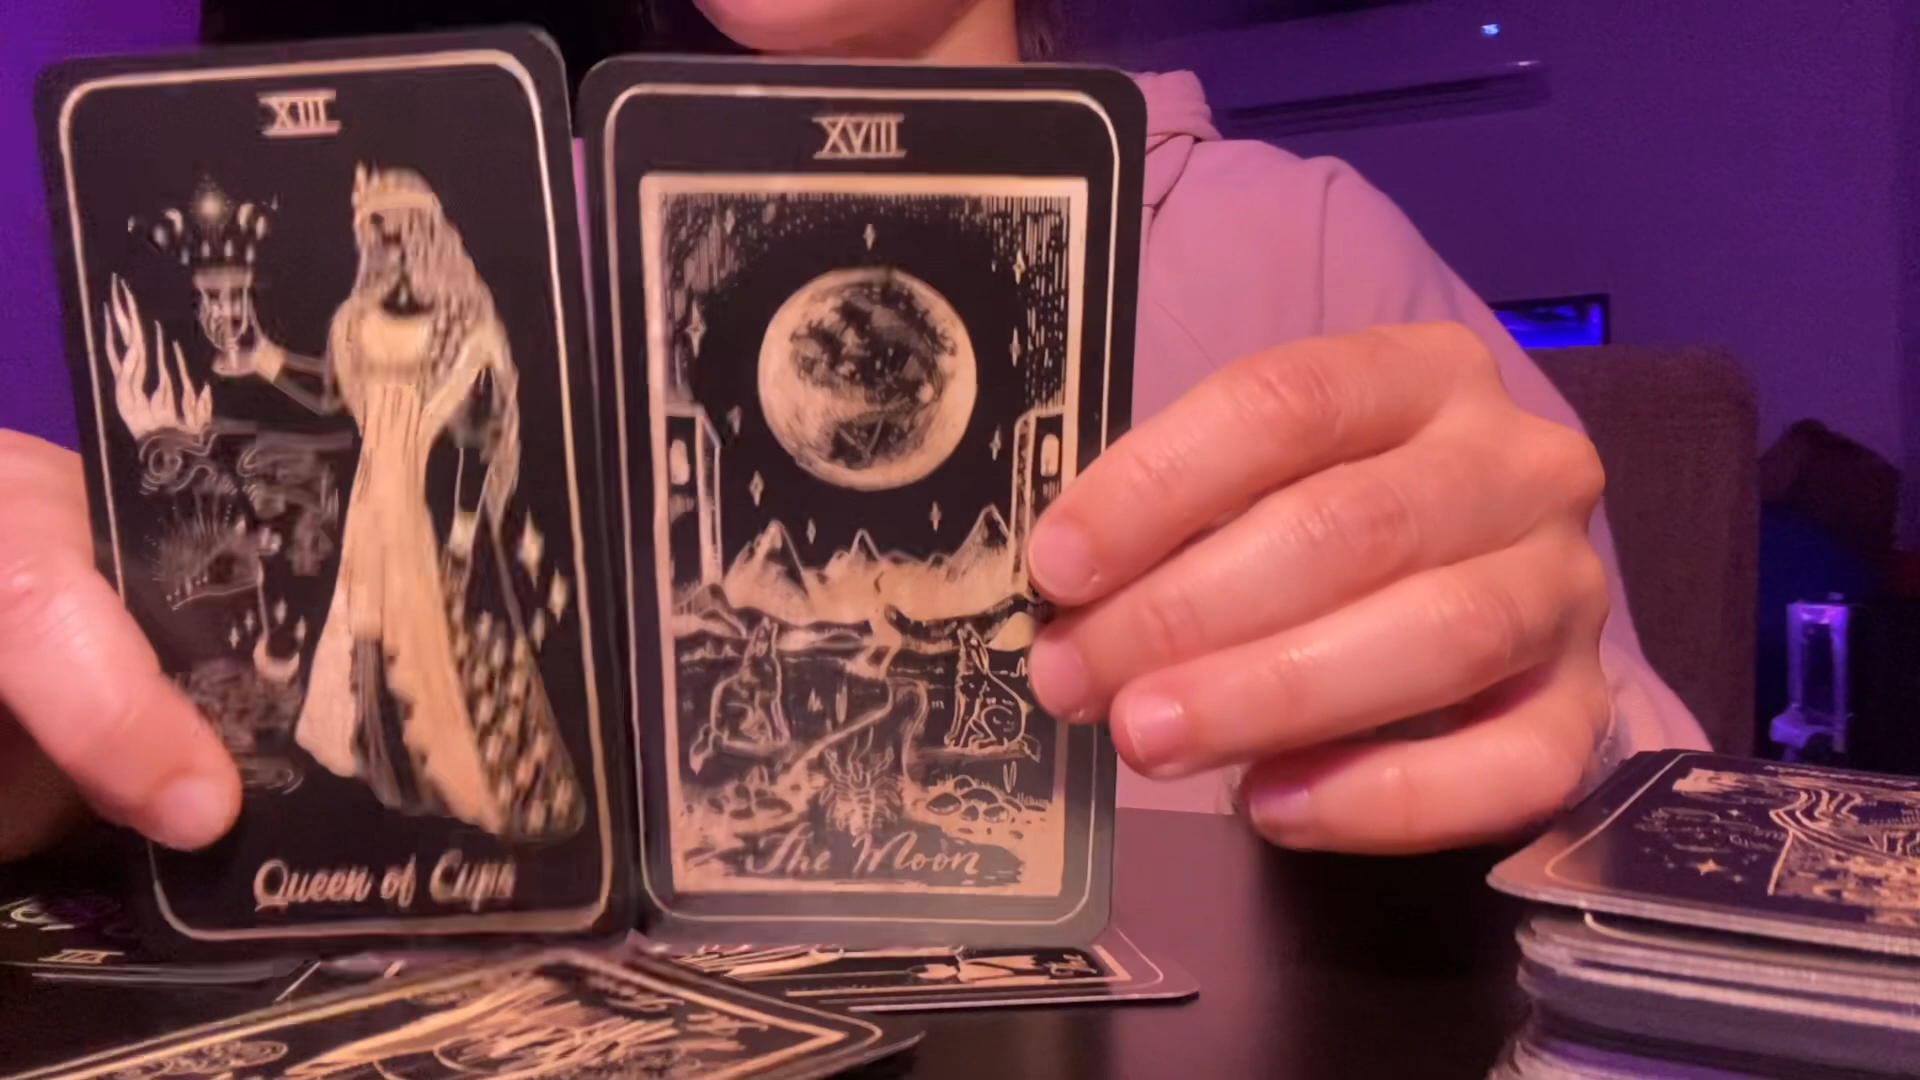 XIII
Queen of Cups
XVIII
The Moon